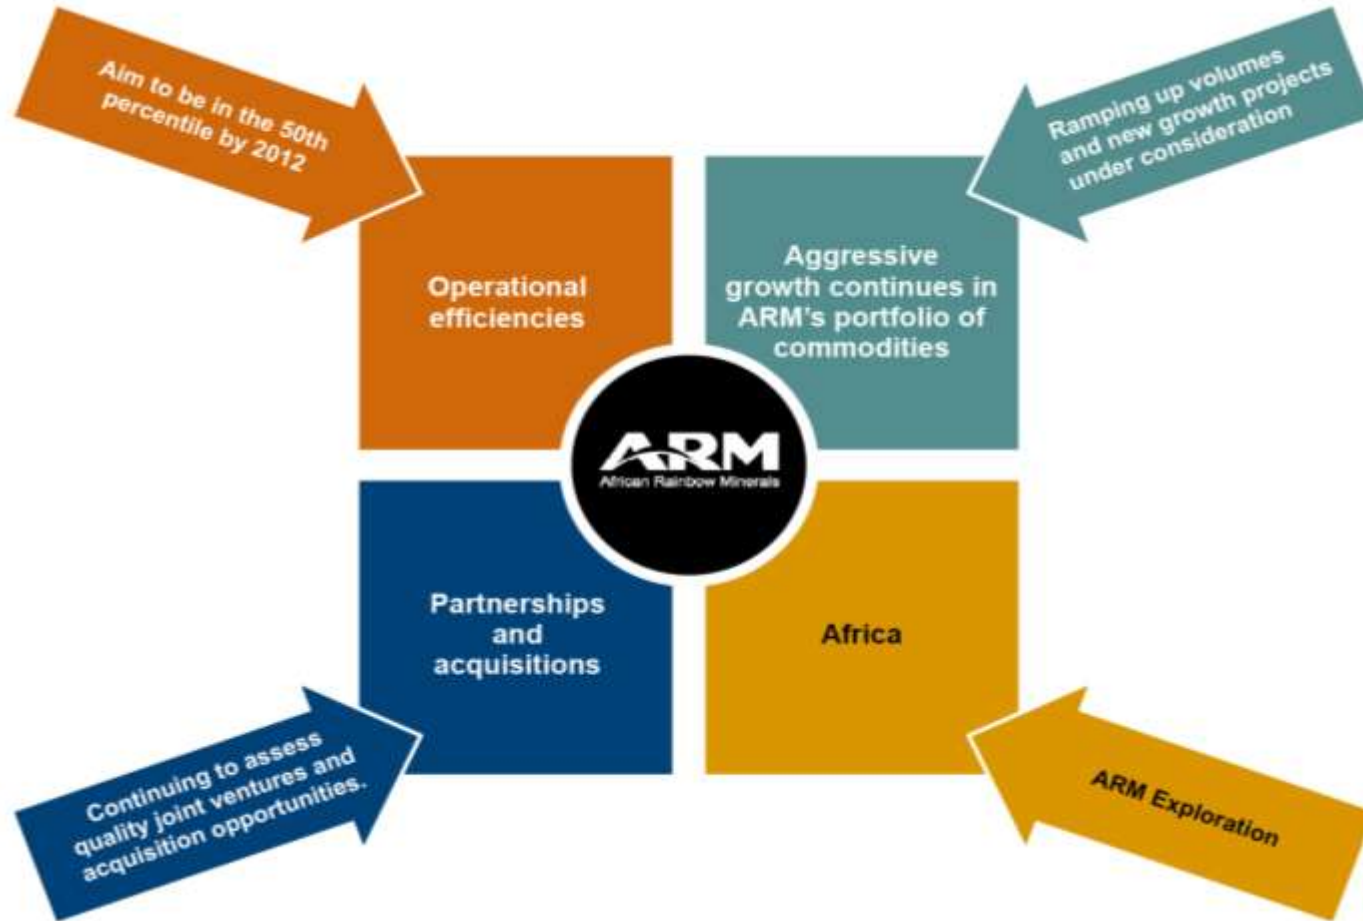 Aim to be in the 50th
percentile by 2012
Ramping up volumes
and new growth projects
under consideration
Operational
efficiencies
Aggressive
growth continues in
ARM's portfolio of
commodities
ARM
African Rainbow Minerals
Partnerships
and
acquisitions
Africa
Continuing to assess
quality joint ventures and
acquisition opportunities.
ARM Exploration